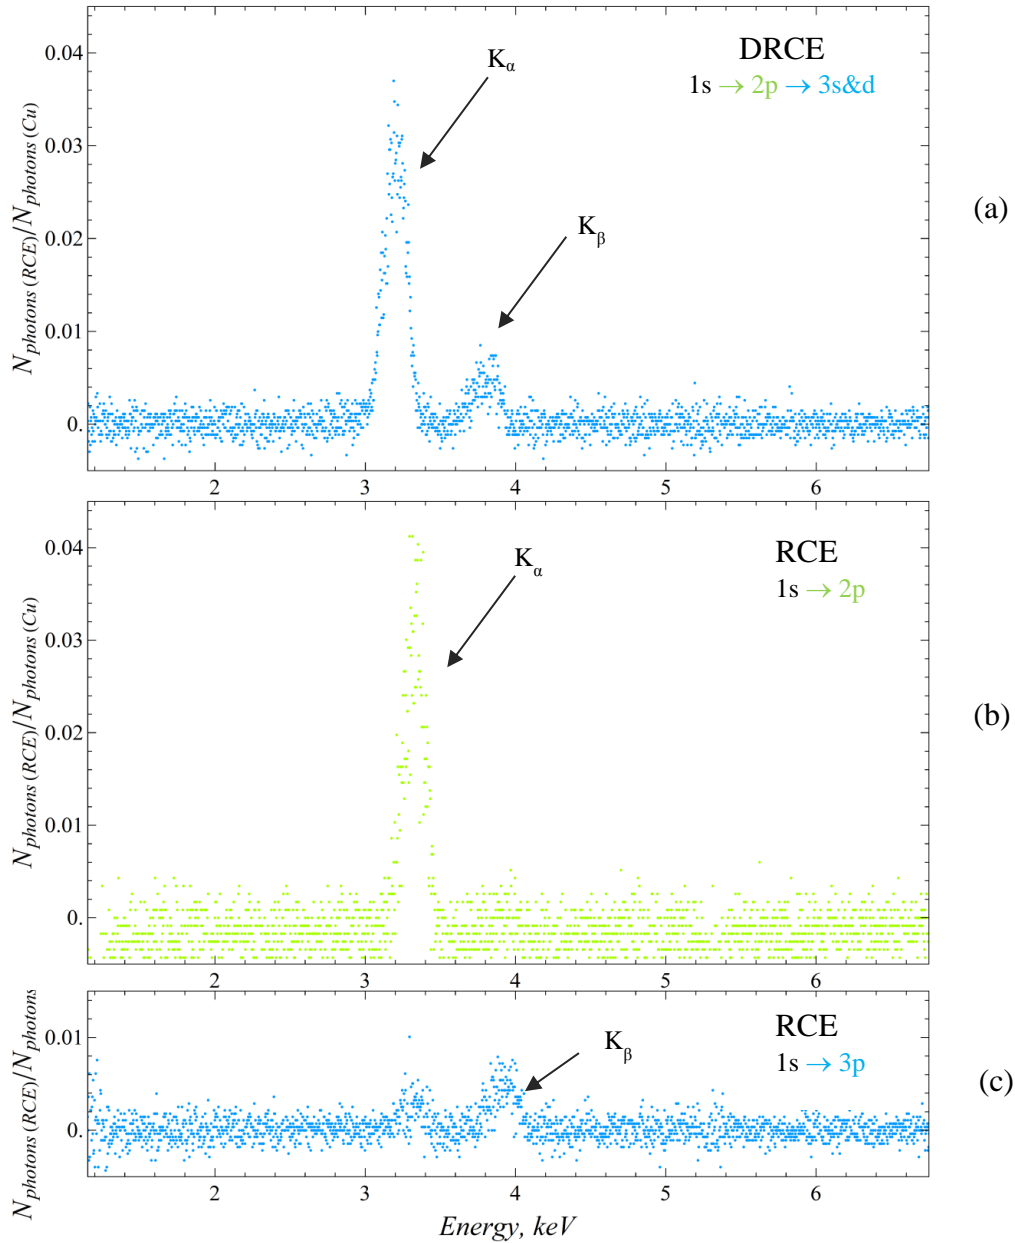 DRCE
1s → 2p → 3s&d
K_α
K_β
(a)
N_photons (RCE)/N_photons (Cu)
0.04
0.03
0.02
0.01
0.
2 3 4 5 6
RCE
1s → 2p
K_α
(b)
N_photons (RCE)/N_photons (Cu)
0.04
0.03
0.02
0.01
0.
2 3 4 5 6
RCE
1s → 3p
K_β
(c)
N_photons (RCE)/N_photons
0.01
0.
2 3 4 5 6
Energy, keV